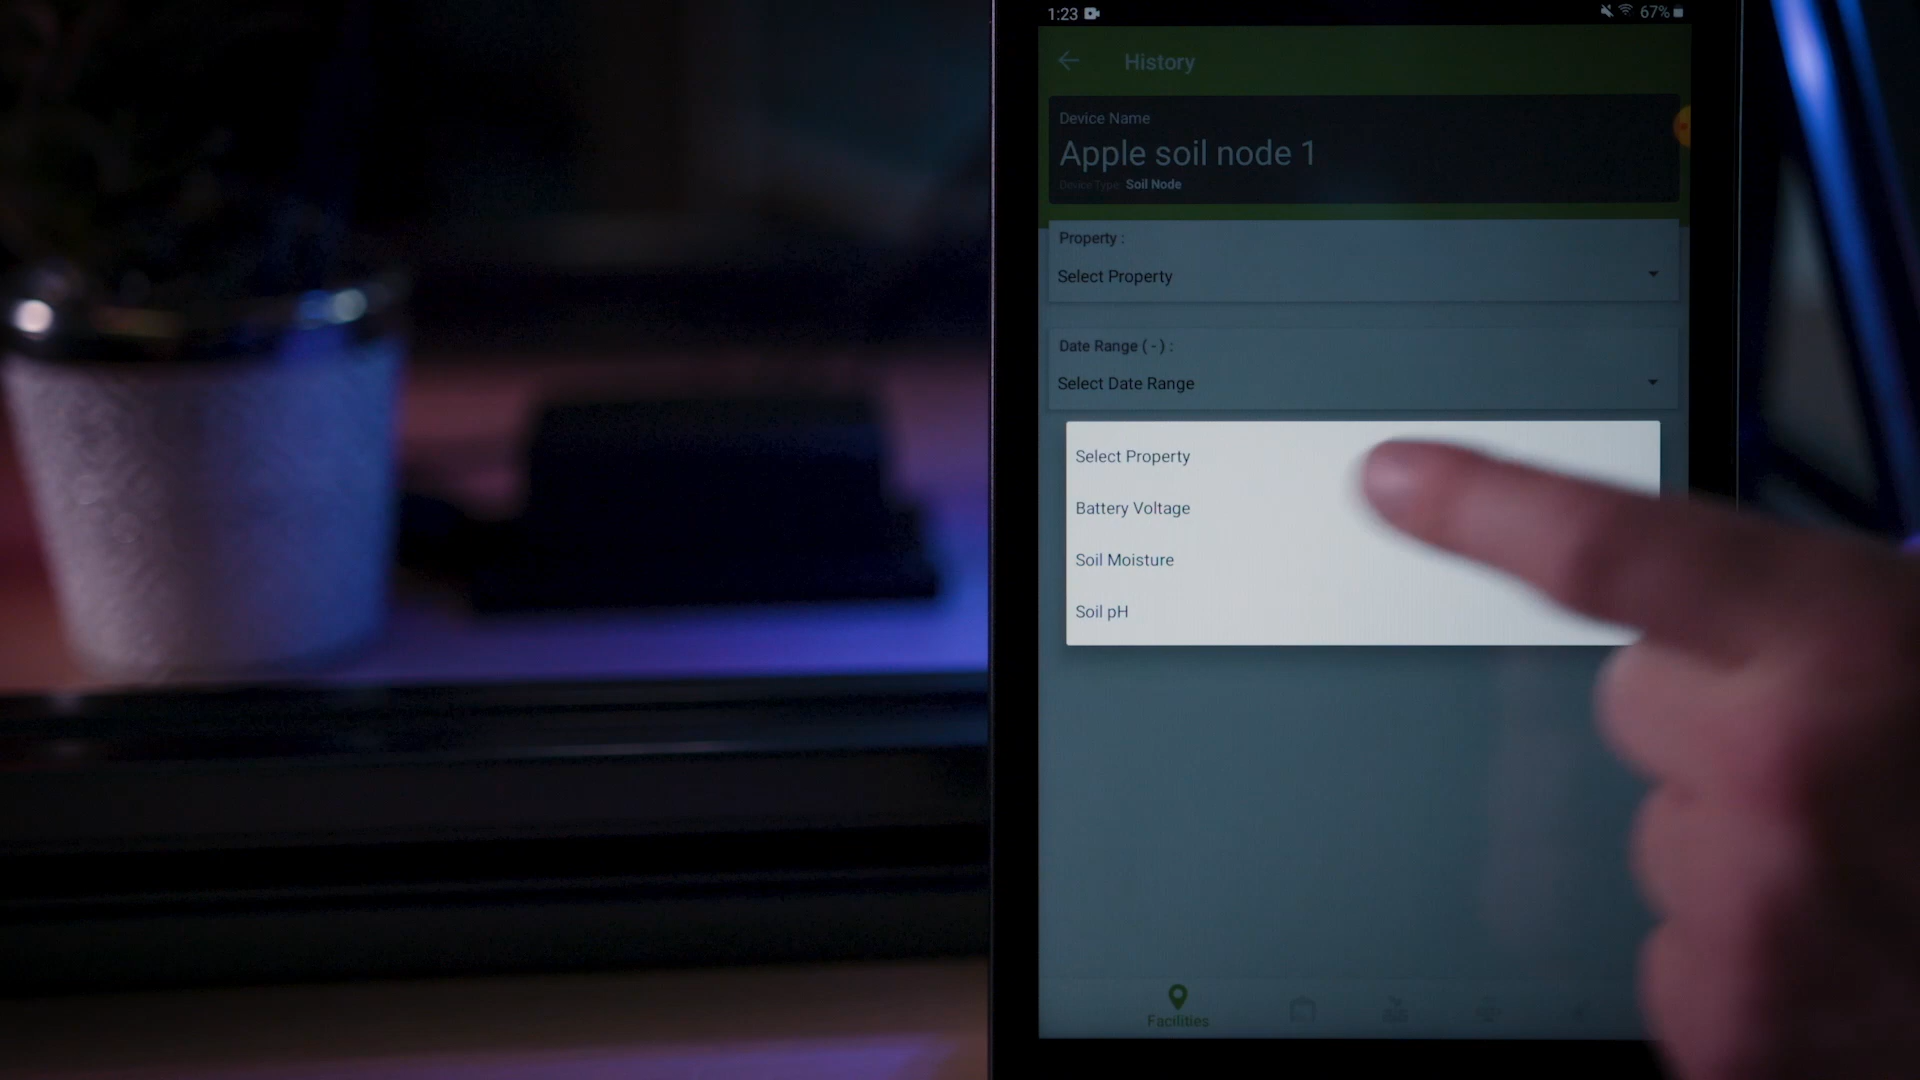 1:23
67%
History
Device Name
Apple soil node 1
Device Type: Soil Node
Property :
Select Property
Date Range ( - ) :
Select Date Range
Select Property
Battery Voltage
Soil Moisture
Soil pH
Facilities